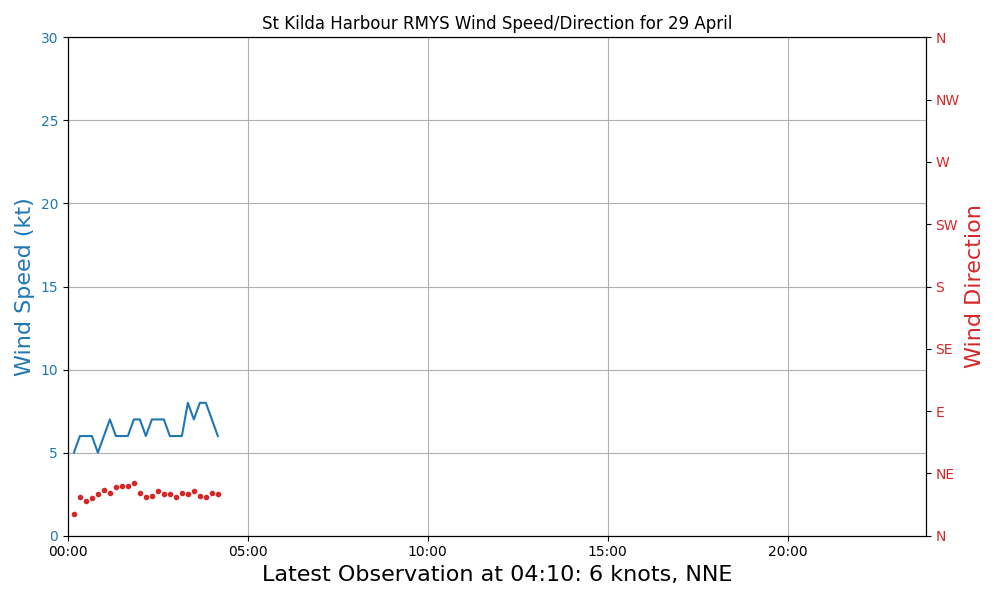 St Kilda Harbour RMYS Wind Speed/Direction for 29 April
Wind Speed (kt)
30
25
20
15
10
5
0
N
NW
W
SW
S
SE
E
NE
N
Wind Direction
00:00 05:00 10:00 15:00 20:00
Latest Observation at 04:10: 6 knots, NNE